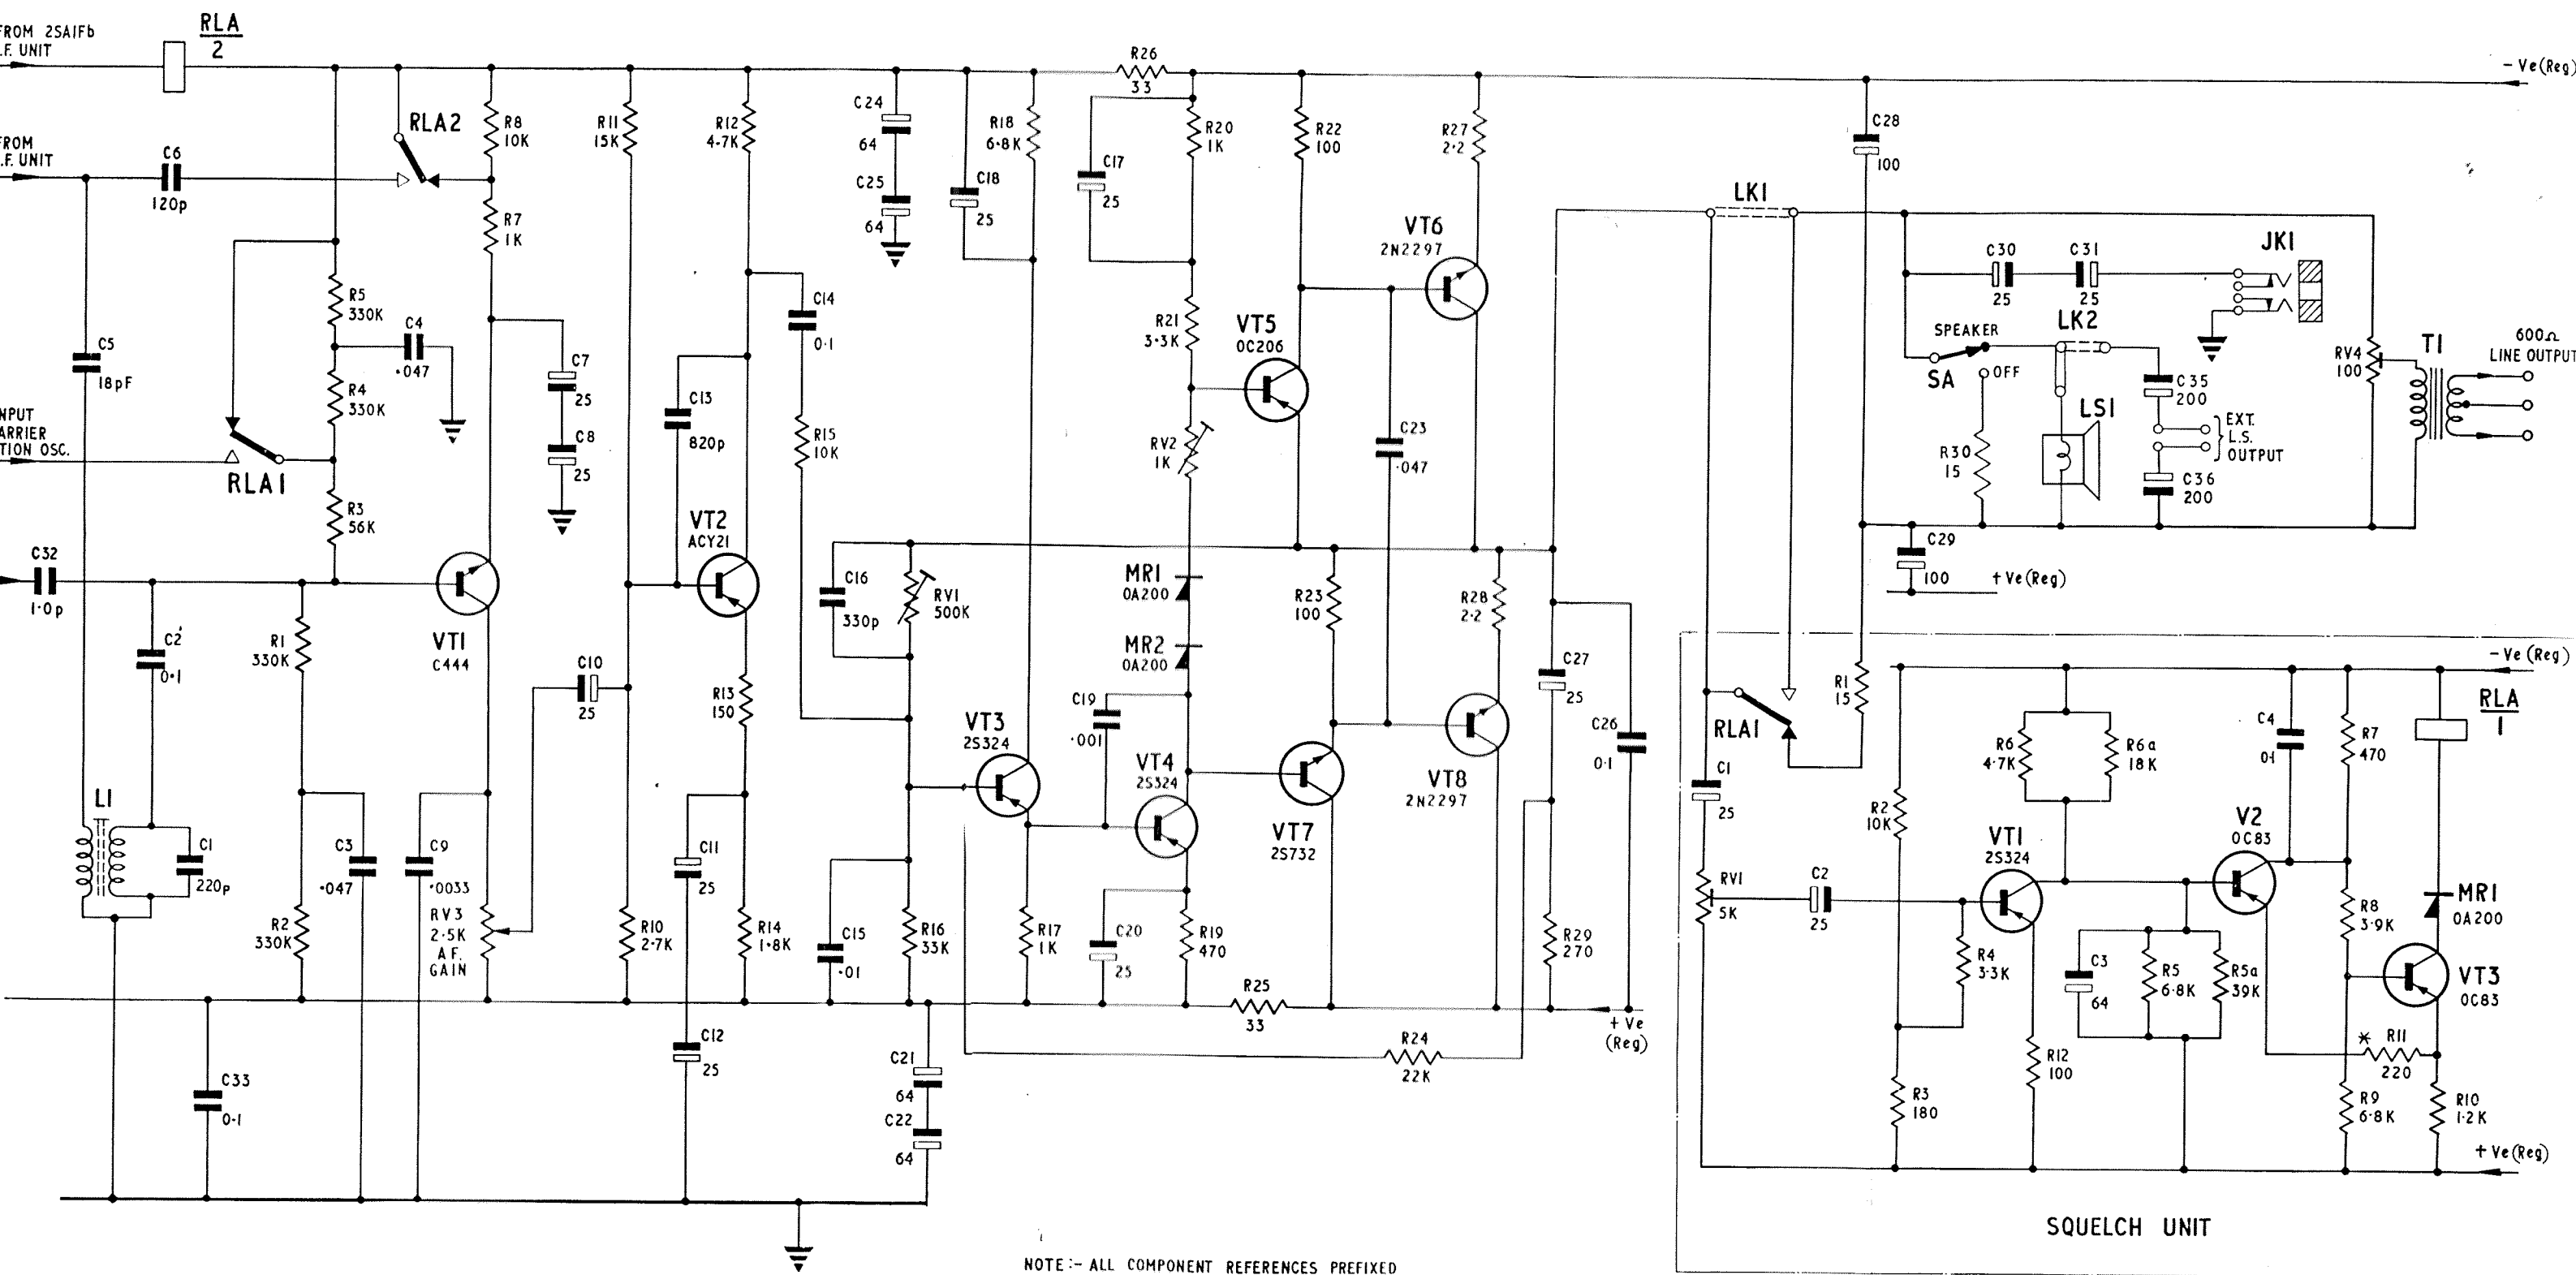 FROM 2SAIFb
.F. UNIT
RLA
2
FROM
.F. UNIT
C6
120p
RLA2
R8
10K
R7
1K
R11
15K
R12
4.7K
C24
64
C25
64
C18
25
R18
6.8K
R26
33
C17
25
R20
1K
R22
100
R27
2.2
C28
100
- Ve (Reg)
LK1
VT6
2N2297
R21
3.3K
VT5
OC206
RV2
1K
C23
.047
C5
18pF
R5
330K
C4
.047
R4
330K
C7
25
C8
25
C13
820p
C14
0.1
R15
10K
NPUT
ARRIER
TION OSC.
RLA1
R3
56K
C30
25
C31
25
JK1
SPEAKER
LK2
SA
OFF
R30
15
LS1
C35
200
EXT.
L.S.
OUTPUT
C36
200
RV4
100
T1
600Ω
LINE OUTPUT
C32
1.0p
C2
0.1
R1
330K
VT1
C444
C10
25
VT2
ACY21
R13
150
C16
330p
RV1
500K
MR1
OA200
MR2
OA200
R23
100
R28
2.2
C29
100
+ Ve (Reg)
C27
25
C26
0.1
C19
.001
VT3
2S324
VT4
2S324
VT7
2S732
VT8
2N2297
L1
C1
220p
R2
330K
C3
.047
C9
.0033
RV3
2.5K
A.F.
GAIN
R10
2.7K
C11
25
R14
1.8K
C15
.01
R16
33K
R17
1K
C20
25
R19
470
R25
33
R29
270
+ Ve
(Reg)
R24
22K
C33
0.1
C12
25
C21
64
C22
64
- Ve (Reg)
RLA1
R1
15
C1
25
RV1
5K
C2
25
R2
10K
R3
180
R4
3.3K
VT1
2S324
R12
100
R6
4.7K
R6a
18K
C3
64
R5
6.8K
R5a
39K
V2
OC83
C4
0.1
R7
470
RLA
1
R8
3.9K
MR1
OA200
VT3
OC83
* R11
220
R9
6.8K
R10
1.2K
+ Ve (Reg)
SQUELCH UNIT
NOTE :- ALL COMPONENT REFERENCES PREFIXED